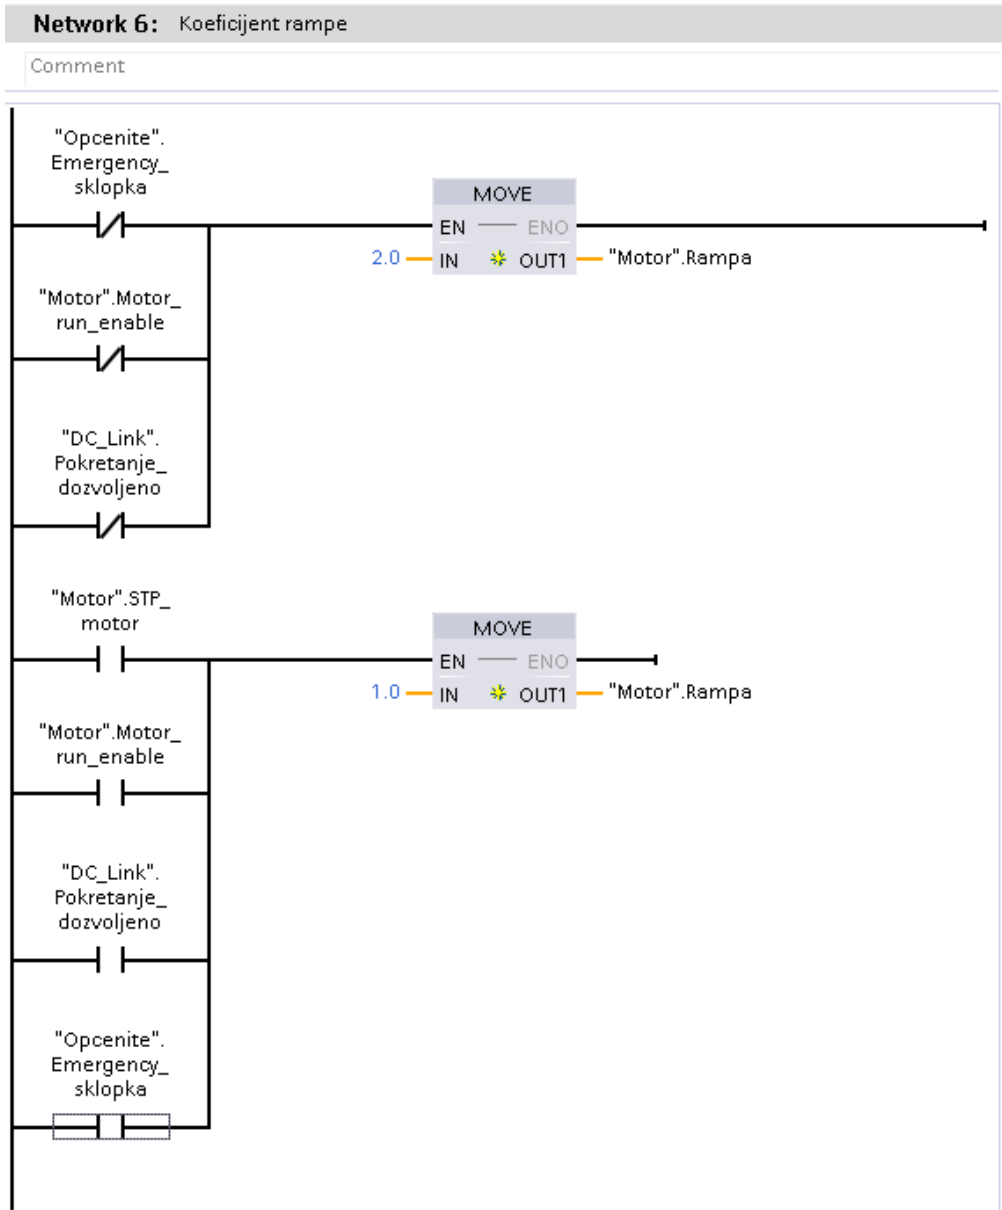 Network 6: Koeficijent rampe
Comment
"Opcenite".
Emergency_
sklopka
MOVE
EN ENO
2.0 IN OUT1 "Motor".Rampa
"Motor".Motor_
run_enable
"DC_Link".
Pokretanje_
dozvoljeno
"Motor".STP_
motor
MOVE
EN ENO
1.0 IN OUT1 "Motor".Rampa
"Motor".Motor_
run_enable
"DC_Link".
Pokretanje_
dozvoljeno
"Opcenite".
Emergency_
sklopka